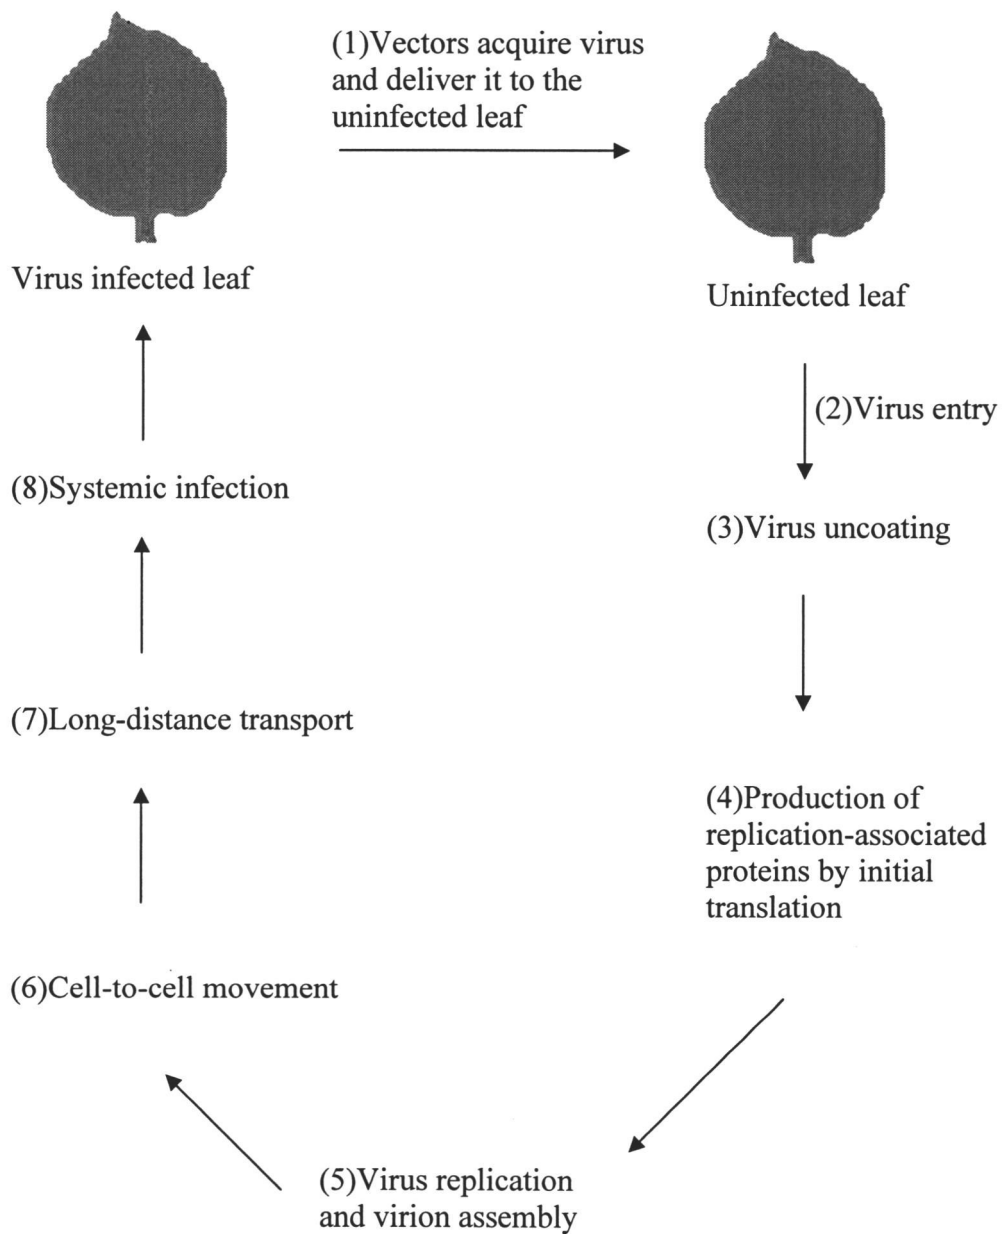 (1)Vectors acquire virus
and deliver it to the
uninfected leaf
Virus infected leaf
Uninfected leaf
(2)Virus entry
(8)Systemic infection
(3)Virus uncoating
(7)Long-distance transport
(4)Production of
replication-associated
proteins by initial
translation
(6)Cell-to-cell movement
(5)Virus replication
and virion assembly